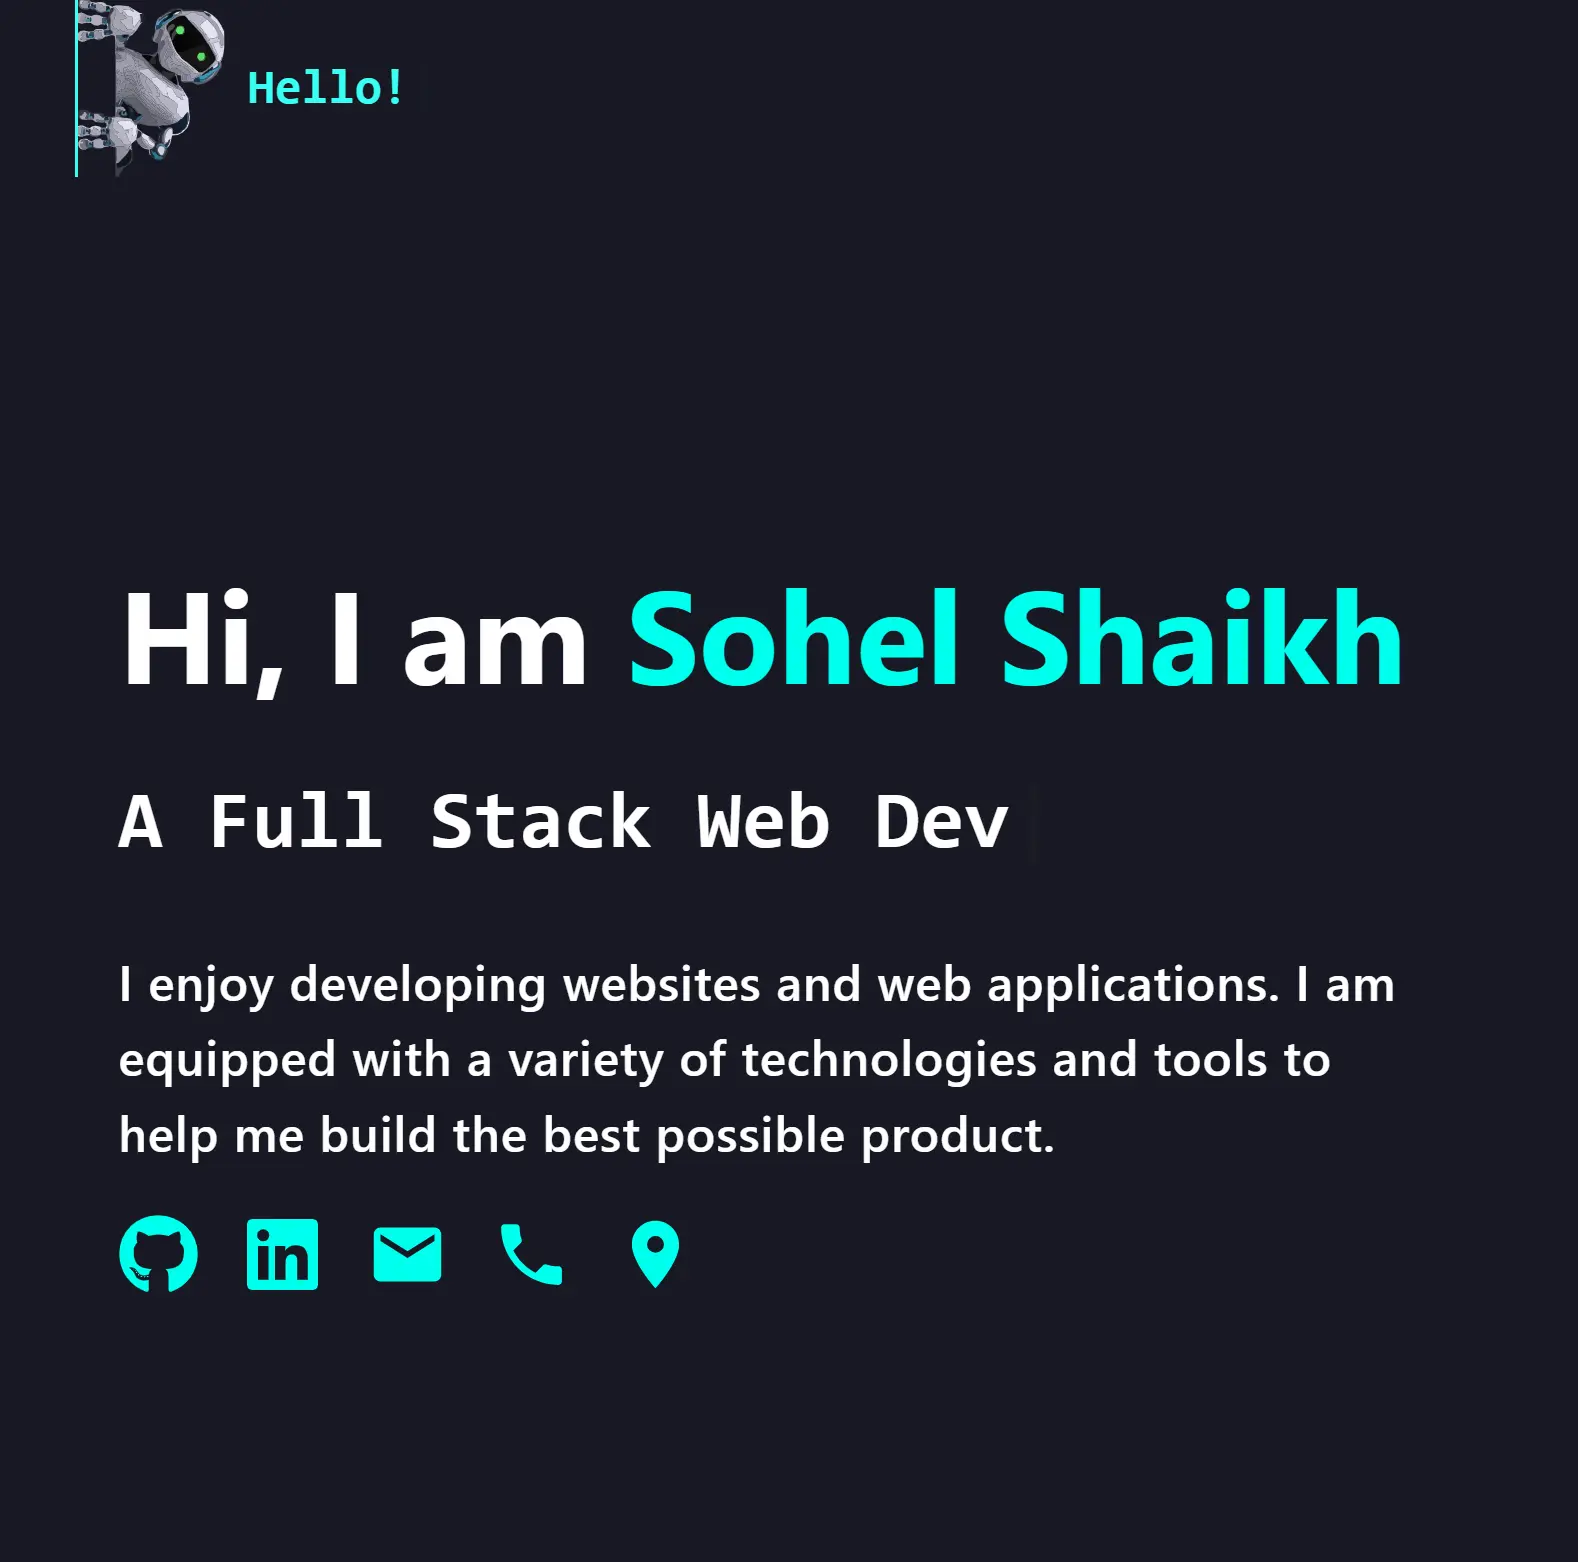 Hello!
Hi, I am Sohel Shaikh
A Full Stack Web Dev
I enjoy developing websites and web applications. I am
equipped with a variety of technologies and tools to
help me build the best possible product.
in